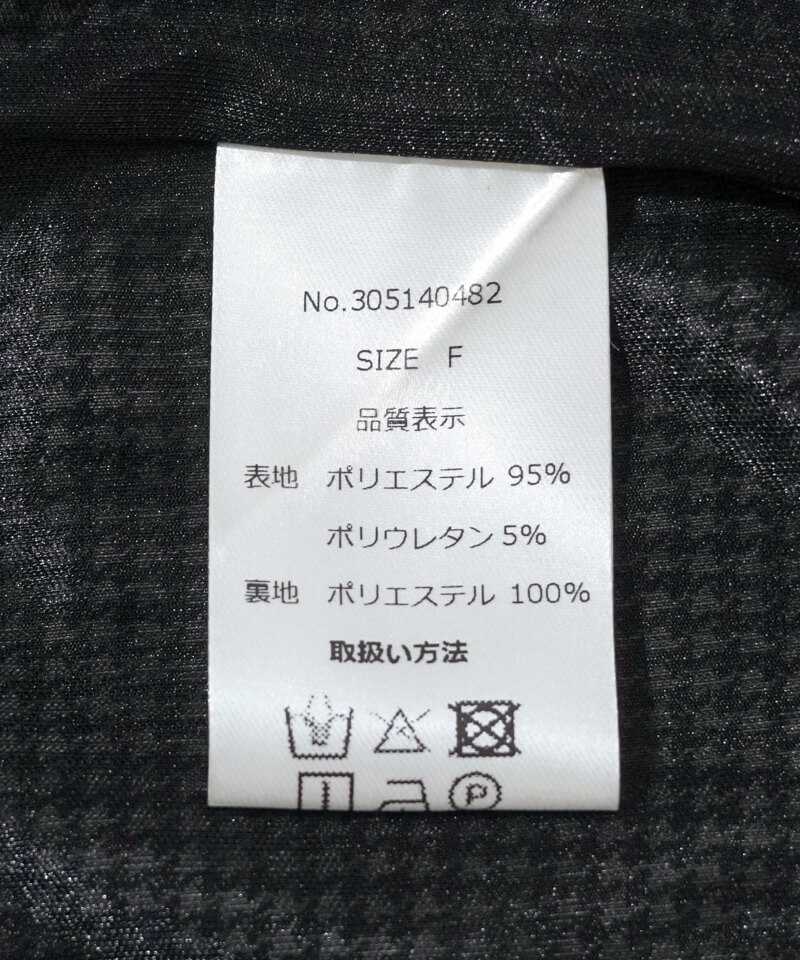 No.305140482
SIZE F
品質表示
表地 ポリエステル 95%
ポリウレタン 5%
裏地 ポリエステル 100%
取扱い方法
P